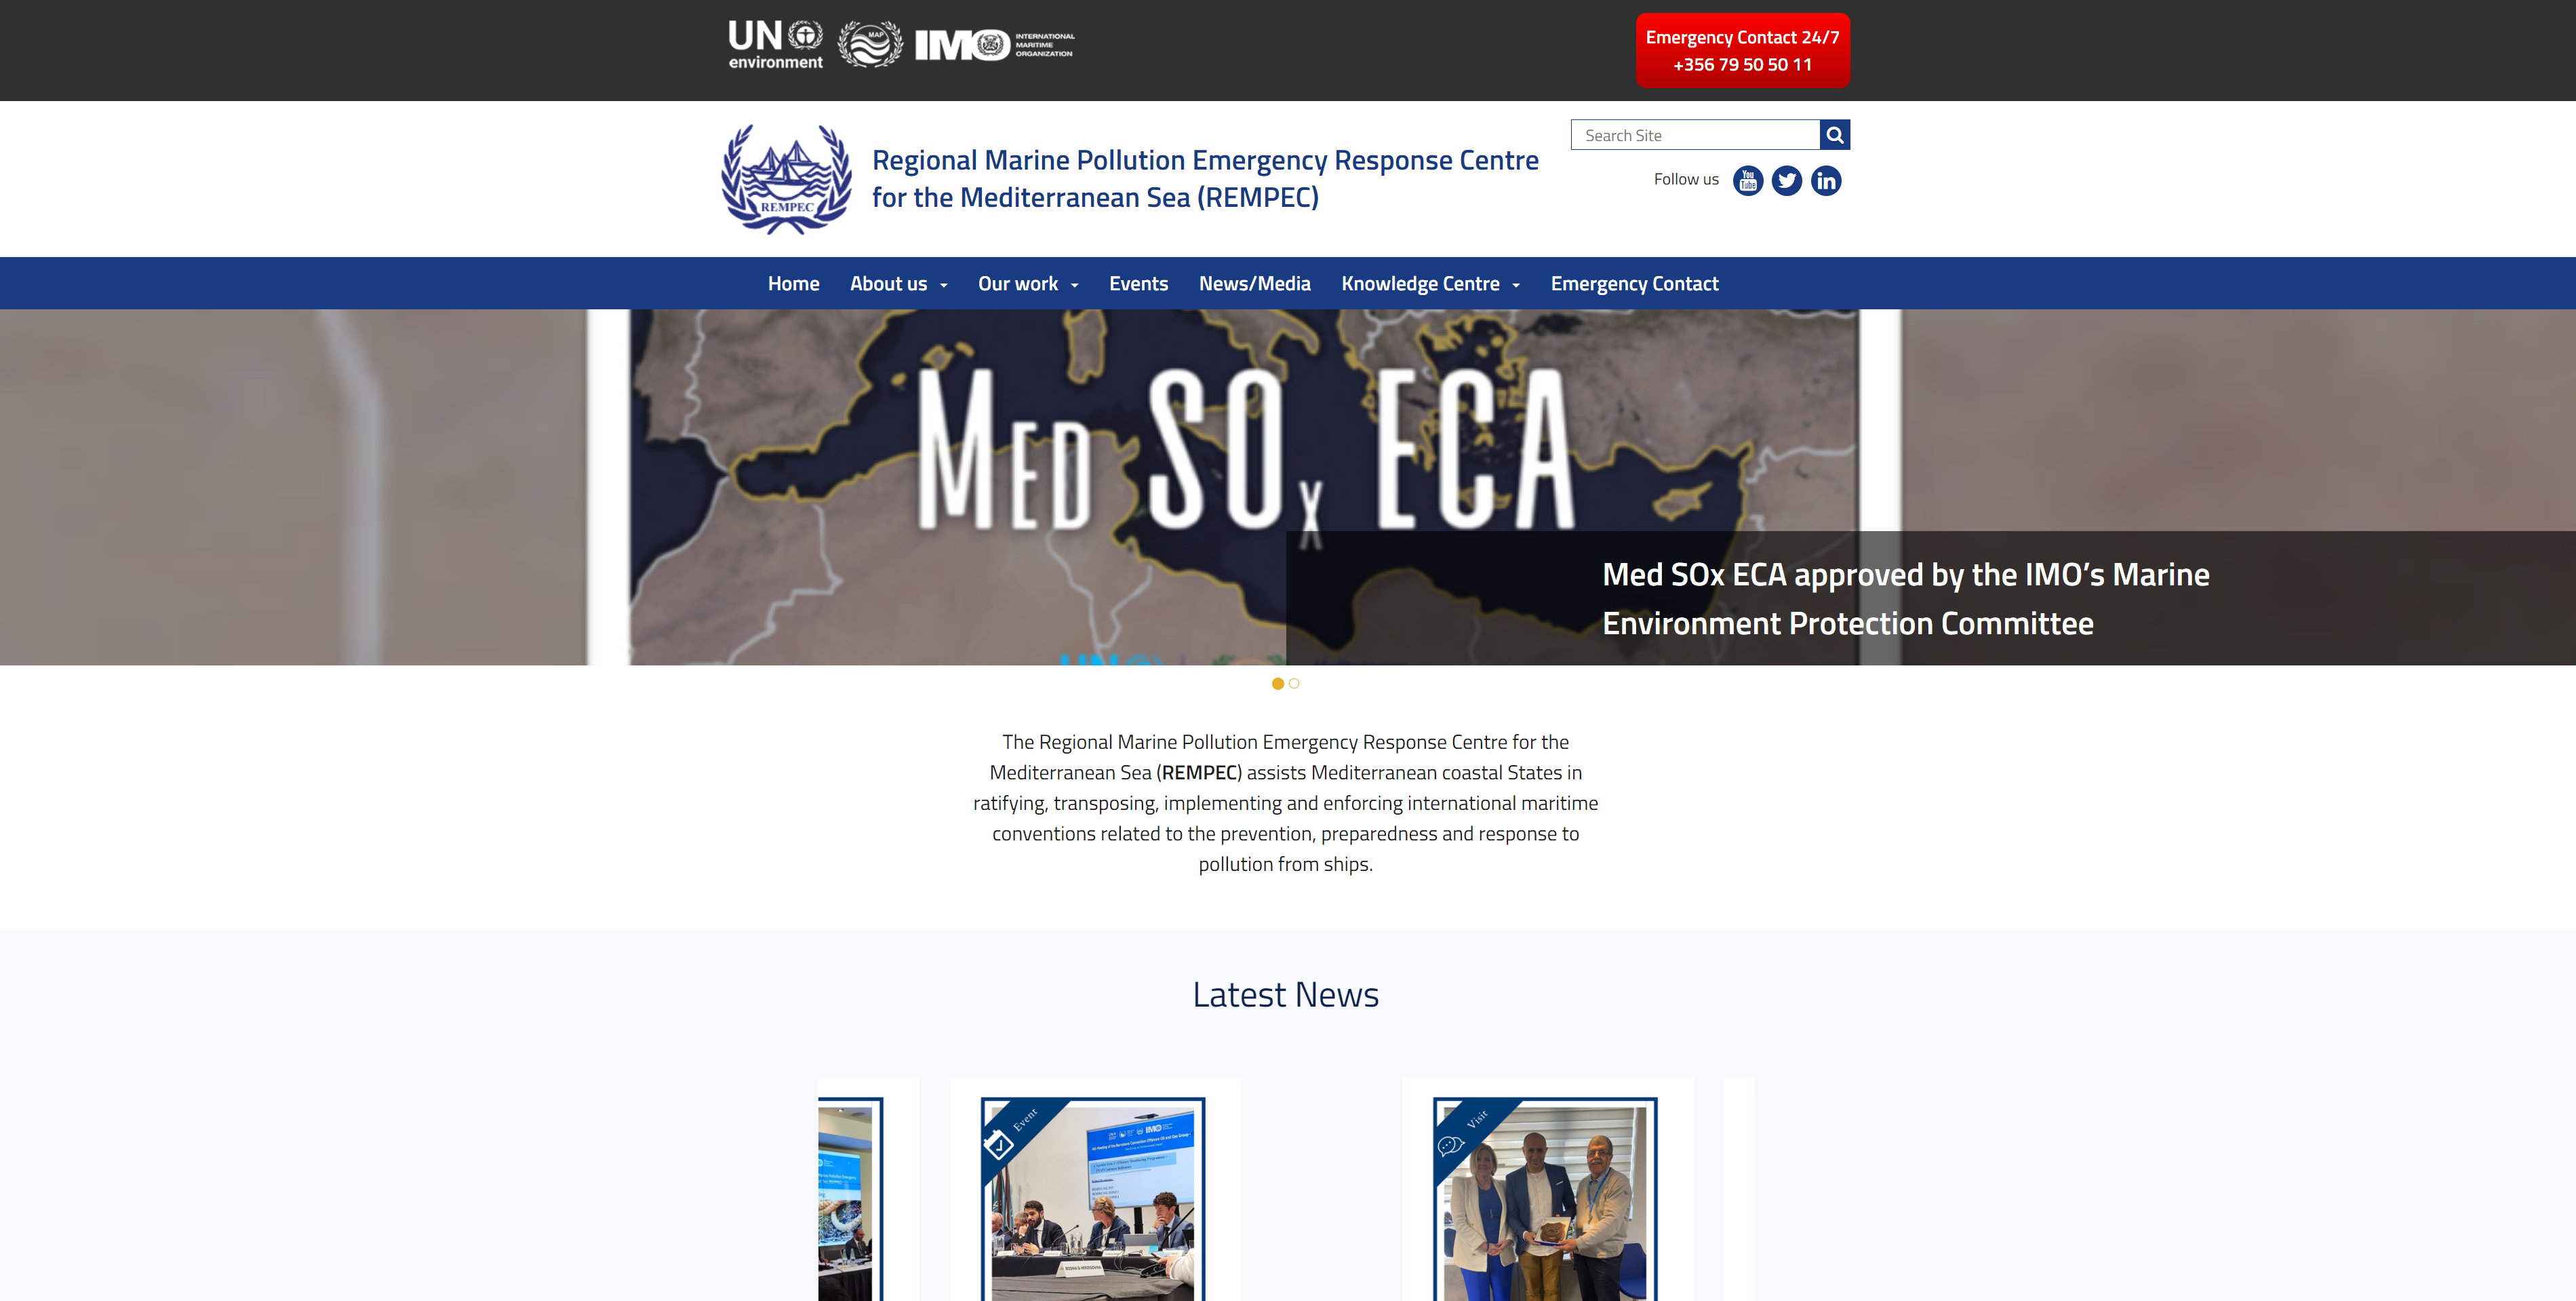 UN
environment
MAP
IMO
INTERNATIONAL
MARITIME
ORGANIZATION
Emergency Contact 24/7
+356 79 50 50 11
REMPEC
Regional Marine Pollution Emergency Response Centre
for the Mediterranean Sea (REMPEC)
Search Site
Follow us
You
Tube
in
Home About us Our work Events News/Media Knowledge Centre Emergency Contact
MED SOx ECA
Med SOx ECA approved by the IMO’s Marine
Environment Protection Committee
The Regional Marine Pollution Emergency Response Centre for the
Mediterranean Sea (REMPEC) assists Mediterranean coastal States in
ratifying, transposing, implementing and enforcing international maritime
conventions related to the prevention, preparedness and response to
pollution from ships.
Latest News
Event
IMO
Visit